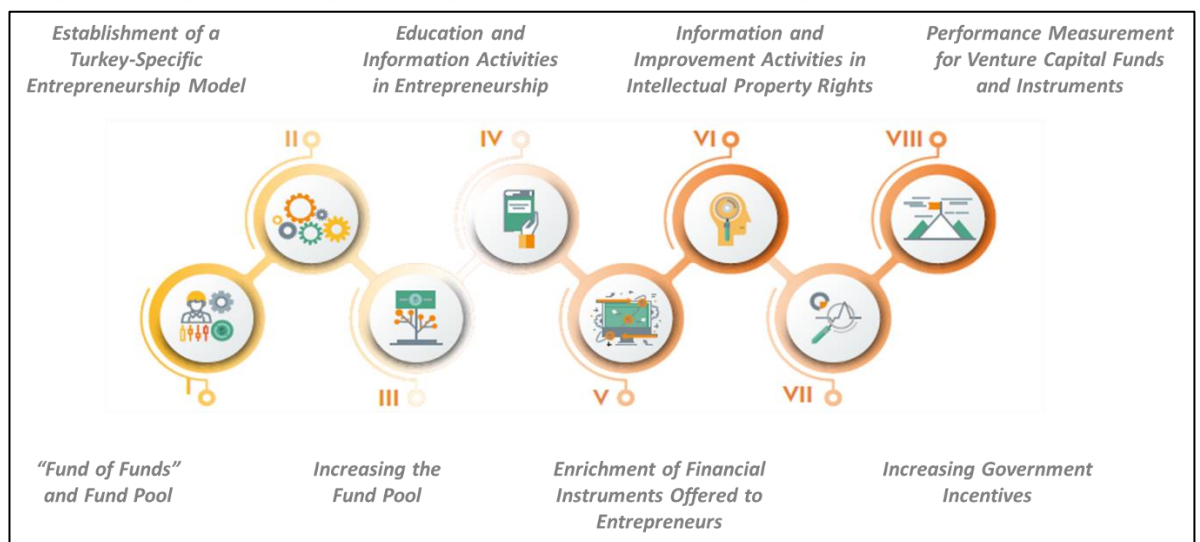 Establishment of a
Turkey-Specific
Entrepreneurship Model
Education and
Information Activities
in Entrepreneurship
Information and
Improvement Activities in
Intellectual Property Rights
Performance Measurement
for Venture Capital Funds
and Instruments
II
IV
VI
VIII
I
III
V
VII
“Fund of Funds”
and Fund Pool
Increasing the
Fund Pool
Enrichment of Financial
Instruments Offered to
Entrepreneurs
Increasing Government
Incentives